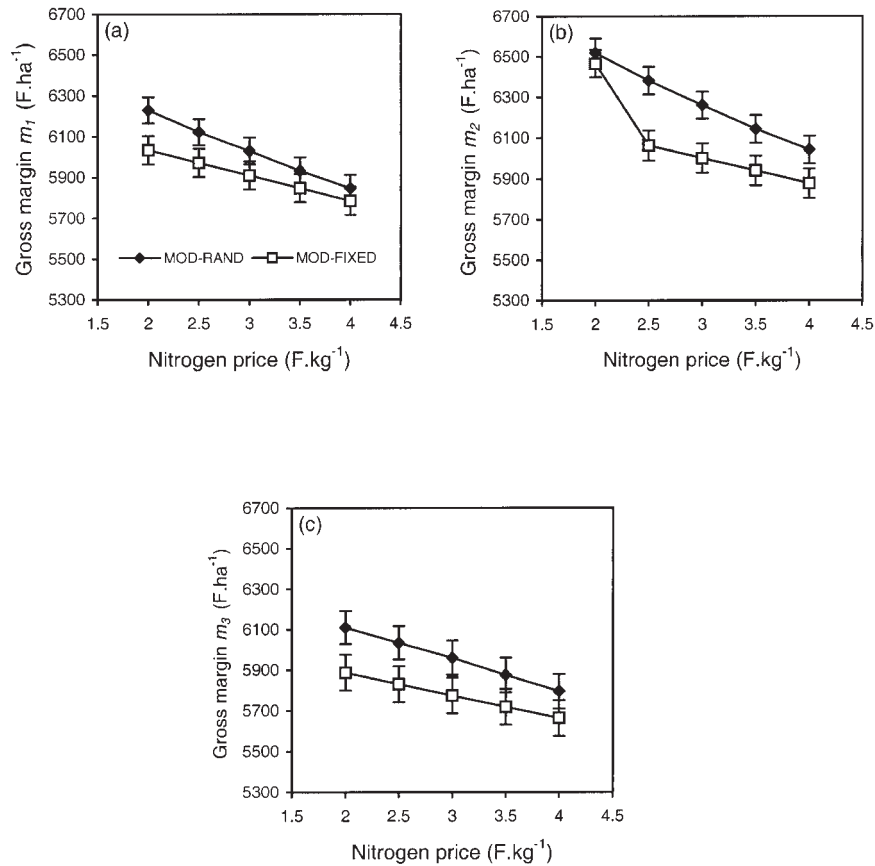 (a)
6700
6500
6300
6100
5900
5700
5500
5300
Gross margin m₁ (F.ha⁻¹)
MOD-RAND MOD-FIXED
1.5 2 2.5 3 3.5 4 4.5
Nitrogen price (F.kg⁻¹)
(b)
6700
6500
6300
6100
5900
5700
5500
5300
Gross margin m₂ (F.ha⁻¹)
1.5 2 2.5 3 3.5 4 4.5
Nitrogen price (F.kg⁻¹)
(c)
6700
6500
6300
6100
5900
5700
5500
5300
Gross margin m₃ (F.ha⁻¹)
1.5 2 2.5 3 3.5 4 4.5
Nitrogen price (F.kg⁻¹)